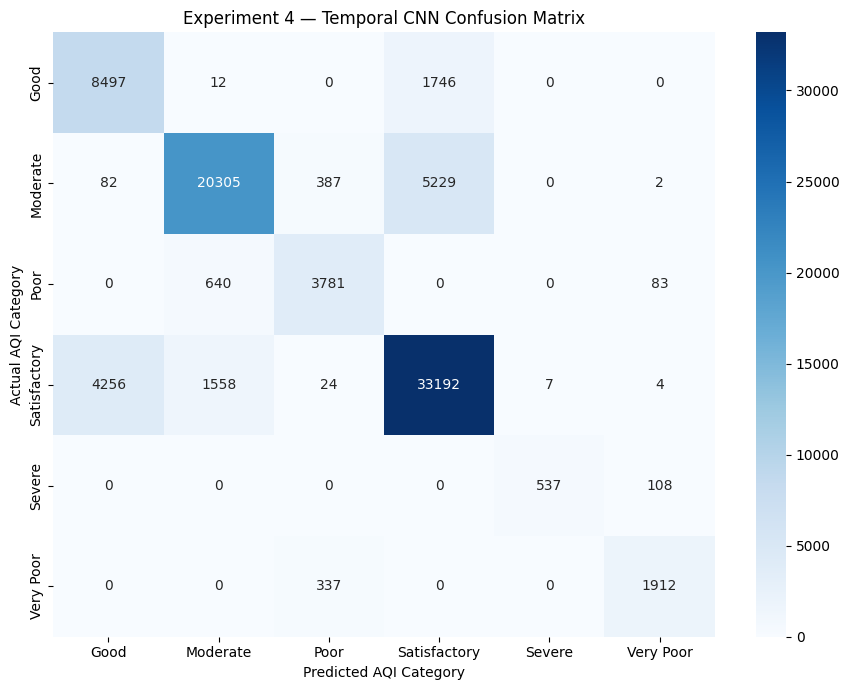 Experiment 4 — Temporal CNN Confusion Matrix
Actual AQI Category
Good
8497 12 0 1746 0 0
Moderate
82 20305 387 5229 0 2
Poor
0 640 3781 0 0 83
Satisfactory
4256 1558 24 33192 7 4
Severe
0 0 0 0 537 108
Very Poor
0 0 337 0 0 1912
Good Moderate Poor Satisfactory Severe Very Poor
Predicted AQI Category
30000
25000
20000
15000
10000
5000
0